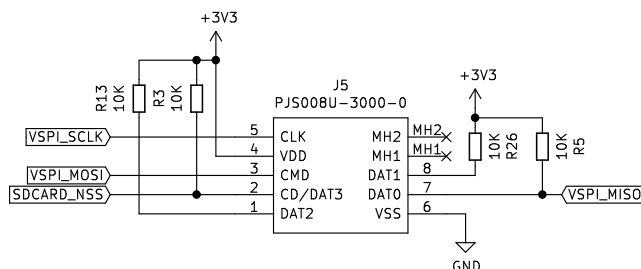 +3V3
J5
PJS008U-3000-0
+3V3
R13
10K
R3
10K
VSPI_SCLK
5
CLK
MH2
MH2
4
VDD
MH1
MH1
10K
R26
10K
R5
VSPI_MOSI
3
CMD
DAT1
8
SDCARD_NSS
2
CD/DAT3
DAT0
7
VSPI_MISO
1
DAT2
VSS
6
GND